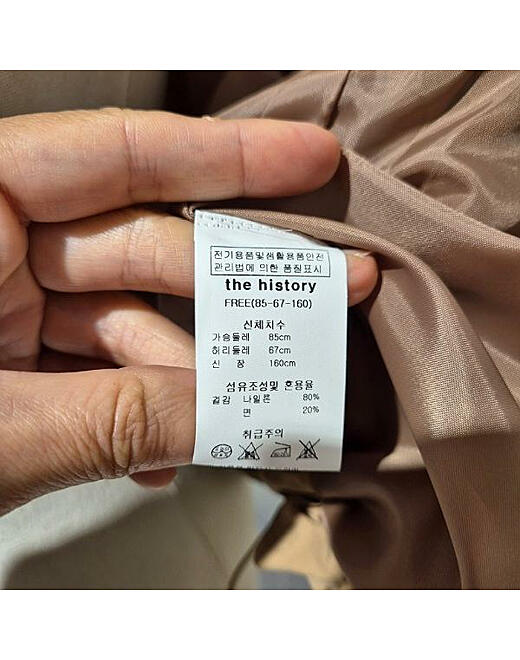 전기용품및생활용품안전
관리법에 의한 품질표시
the history
FREE(85-67-160)
신체치수
가슴둘레 85cm
허리둘레 67cm
신 장 160cm
섬유조성및 혼용율
겉감 나일론 80%
면 20%
취급주의